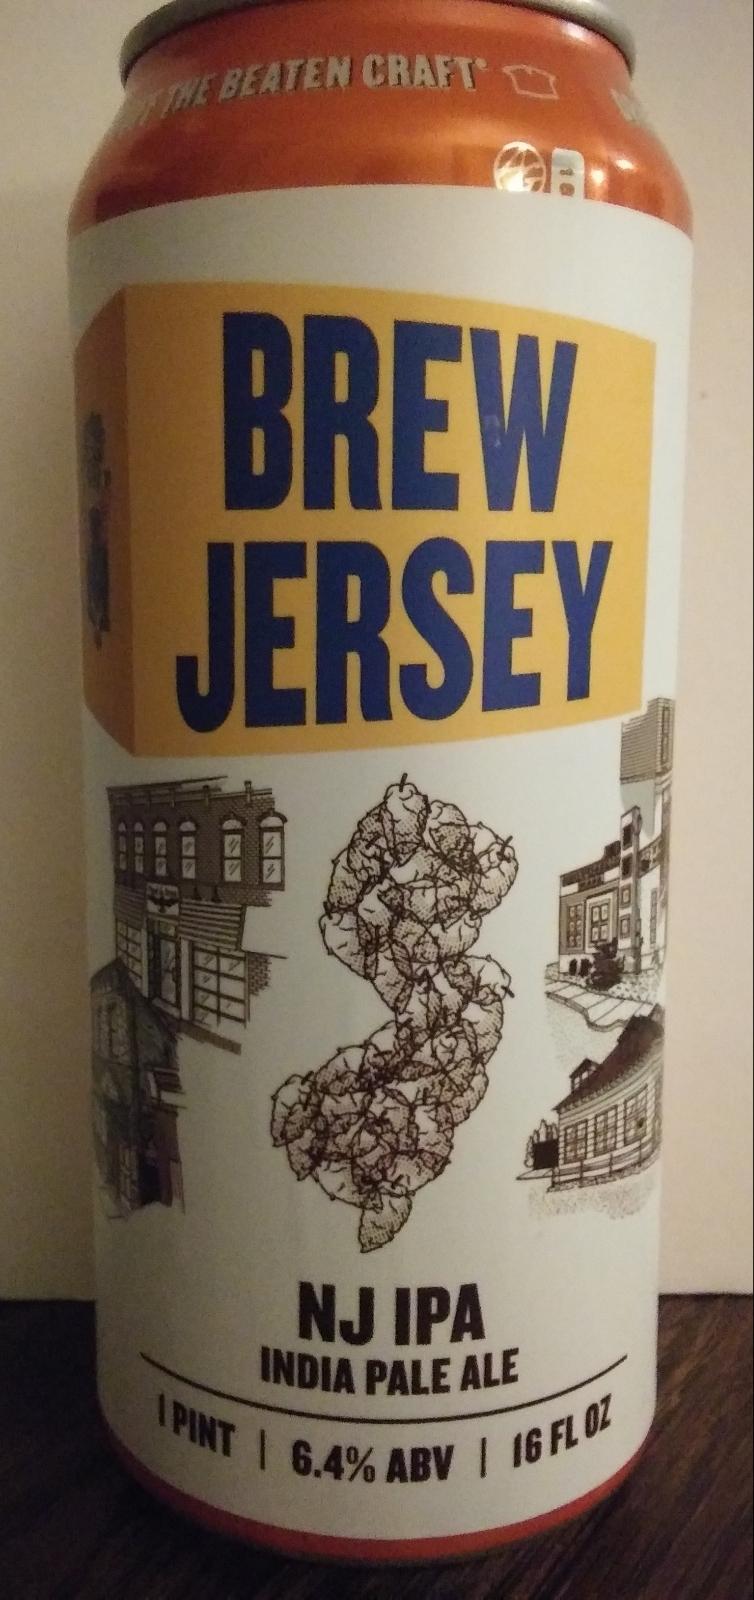 THE BEATEN CRAFT®
BREW
JERSEY
NJ IPA
INDIA PALE ALE
1 PINT | 6.4% ABV | 16 FL OZ